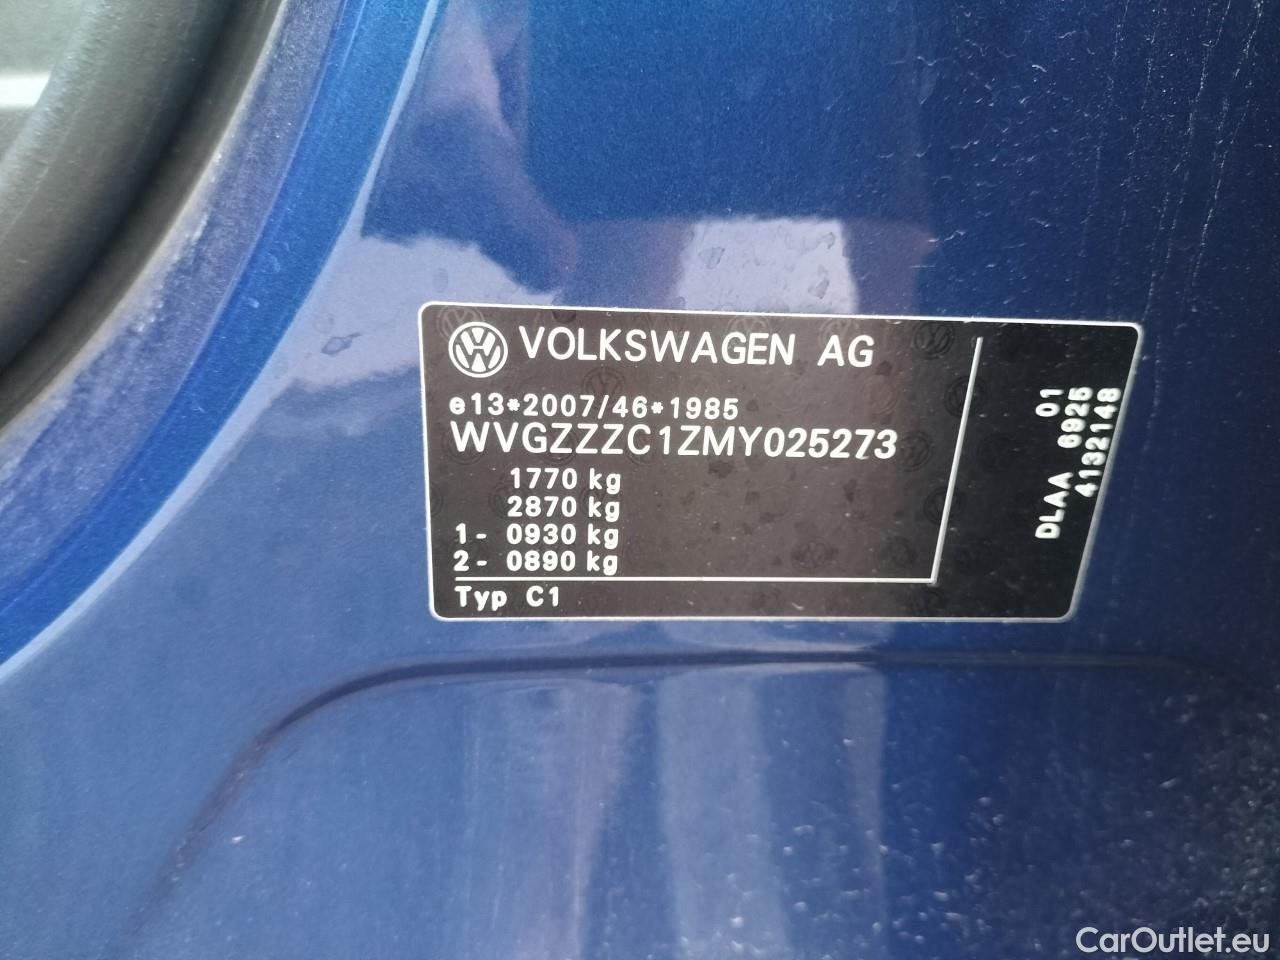 VOLKSWAGEN AG
e13*2007/46*1985
WVGZZZC1ZMY025273
1770 kg
2870 kg
1- 0930 kg
2- 0890 kg
Typ C1
01
DLAA 6925
4132148
CarOutlet.eu